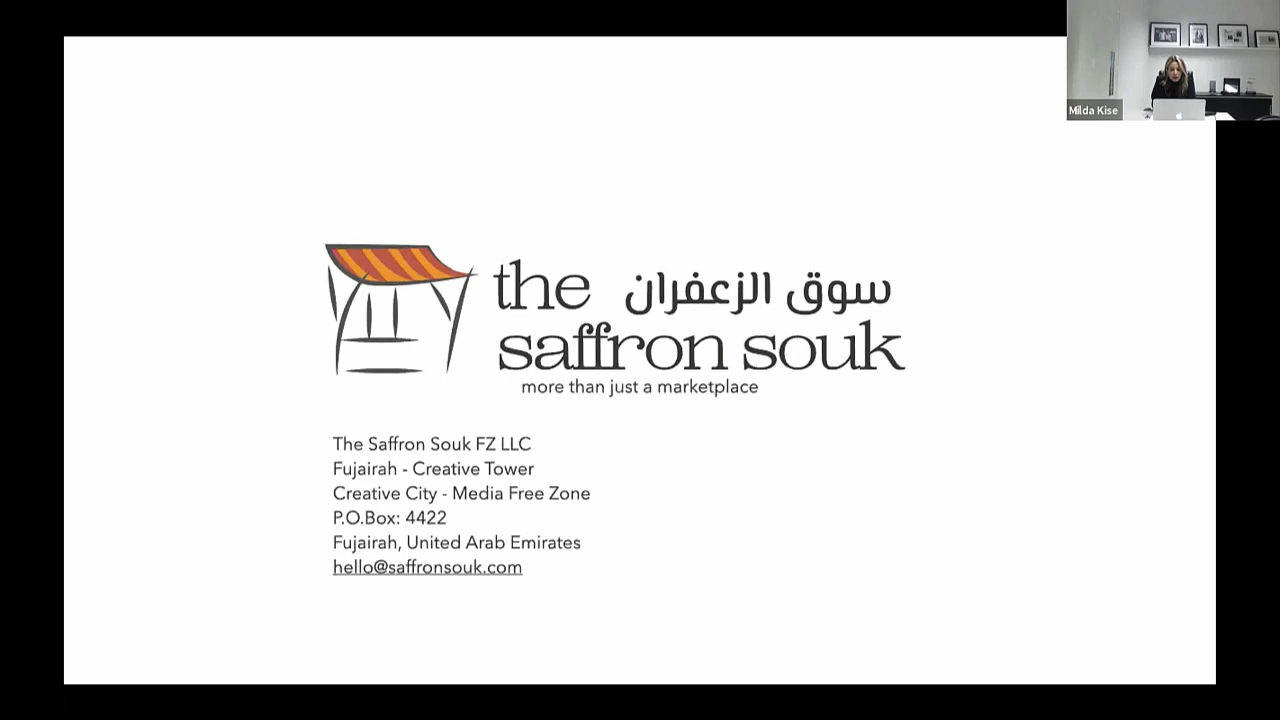 Milda Kise
the سوق الزعفران
saffron souk
more than just a marketplace
The Saffron Souk FZ LLC
Fujairah - Creative Tower
Creative City - Media Free Zone
P.O.Box: 4422
Fujairah, United Arab Emirates
hello@saffronsouk.com